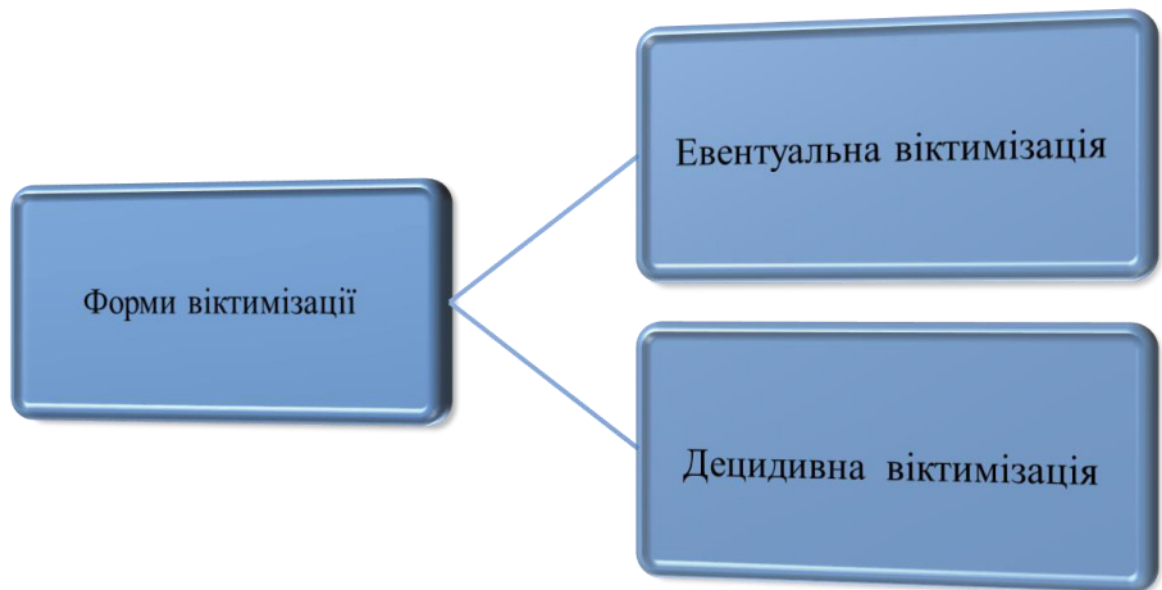 Форми віктимізації
Евентуальна віктимізація
Децидивна віктимізація